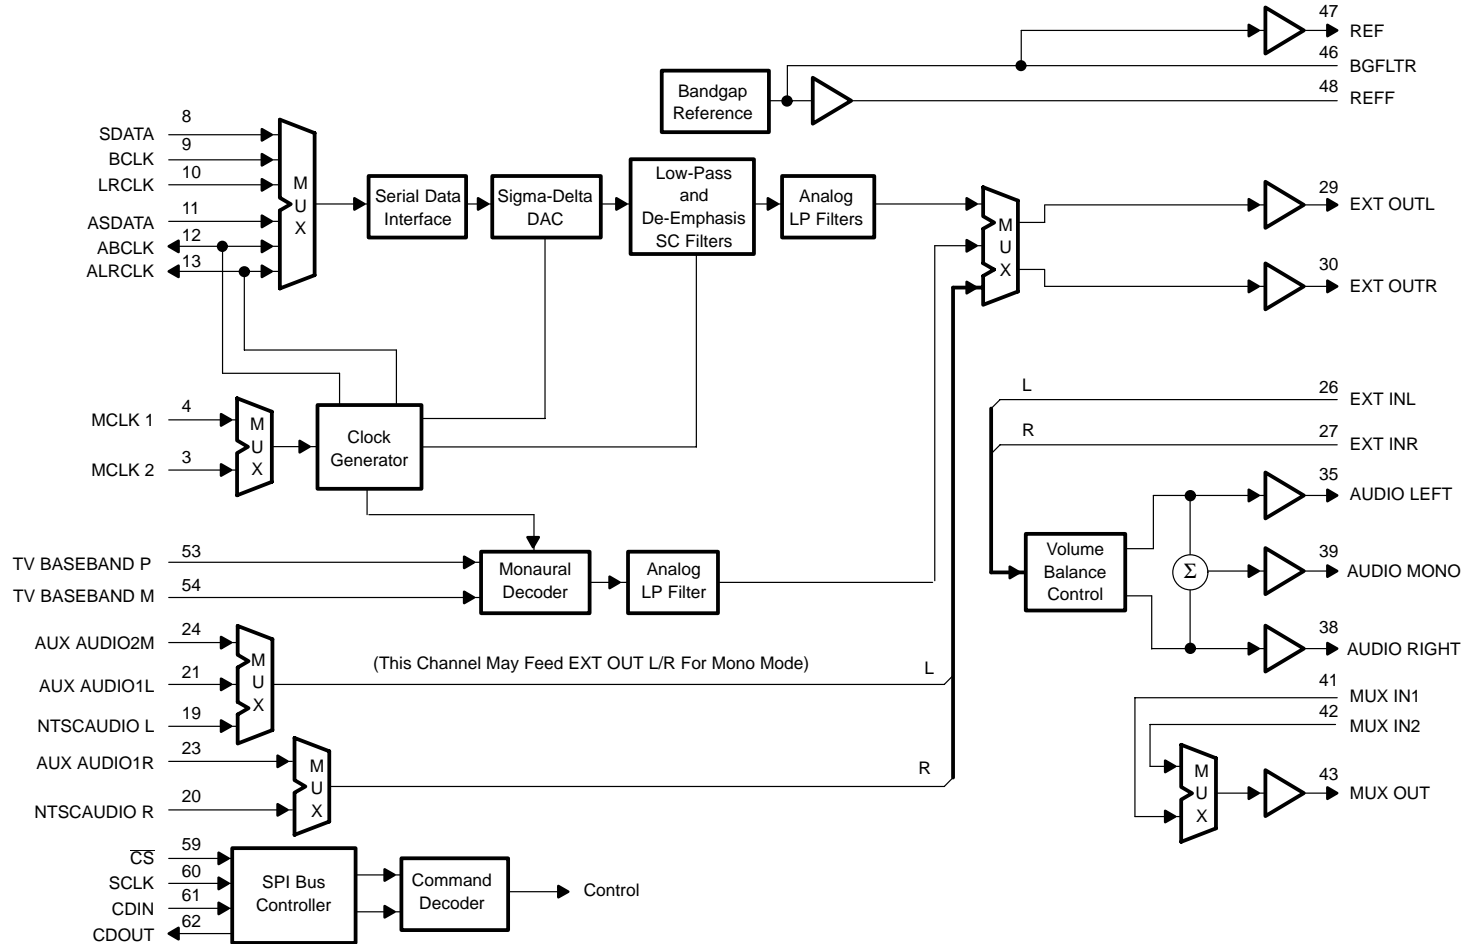 47
REF
46
BGFLTR
48
REFF
Bandgap
Reference
8
SDATA
9
BCLK
10
LRCLK
11
ASDATA
12
ABCLK
13
ALRCLK
M
U
X
Serial Data
Interface
Sigma-Delta
DAC
Low-Pass
and
De-Emphasis
SC Filters
Analog
LP Filters
M
U
X
29
EXT OUTL
30
EXT OUTR
4
MCLK 1
3
MCLK 2
M
U
X
Clock
Generator
L
26
EXT INL
R
27
EXT INR
35
AUDIO LEFT
Volume
Balance
Control
Σ
39
AUDIO MONO
38
AUDIO RIGHT
53
TV BASEBAND P
54
TV BASEBAND M
Monaural
Decoder
Analog
LP Filter
24
AUX AUDIO2M
21
AUX AUDIO1L
19
NTSCAUDIO L
M
U
X
(This Channel May Feed EXT OUT L/R For Mono Mode)
L
23
AUX AUDIO1R
20
NTSCAUDIO R
M
U
X
R
41
MUX IN1
42
MUX IN2
M
U
X
43
MUX OUT
59
CS
60
SCLK
61
CDIN
62
CDOUT
SPI Bus
Controller
Command
Decoder
Control